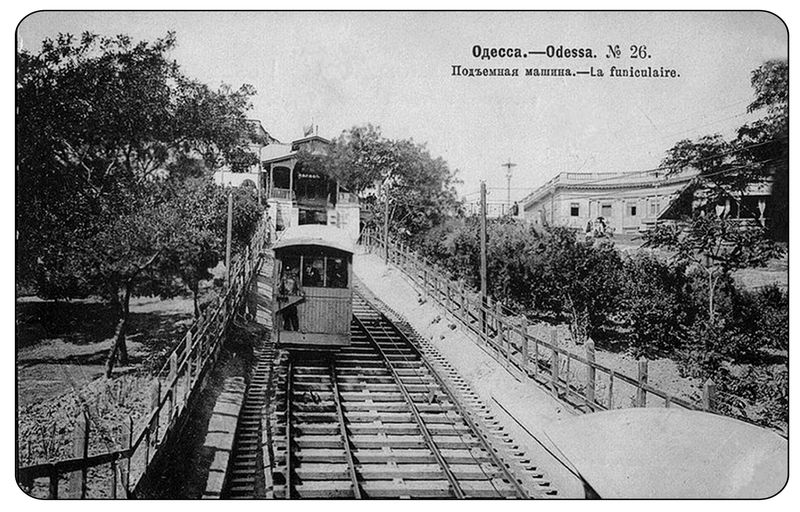 Одесса.—Odessa. № 26.
Подъемная машина.—La funiculaire.